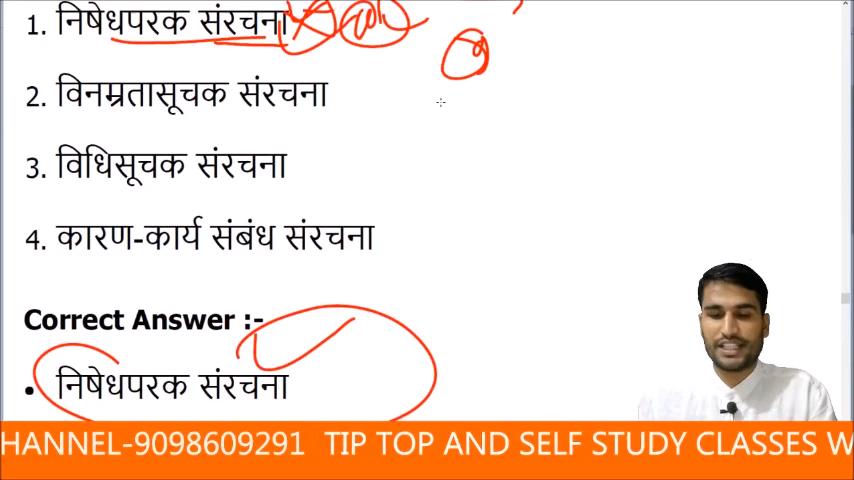 1. निषेधपरक संरचना
2. विनम्रतासूचक संरचना
3. विधिसूचक संरचना
4. कारण-कार्य संबंध संरचना
Correct Answer :-
• निषेधपरक संरचना
HANNEL-9098609291 TIP TOP AND SELF STUDY CLASSES W